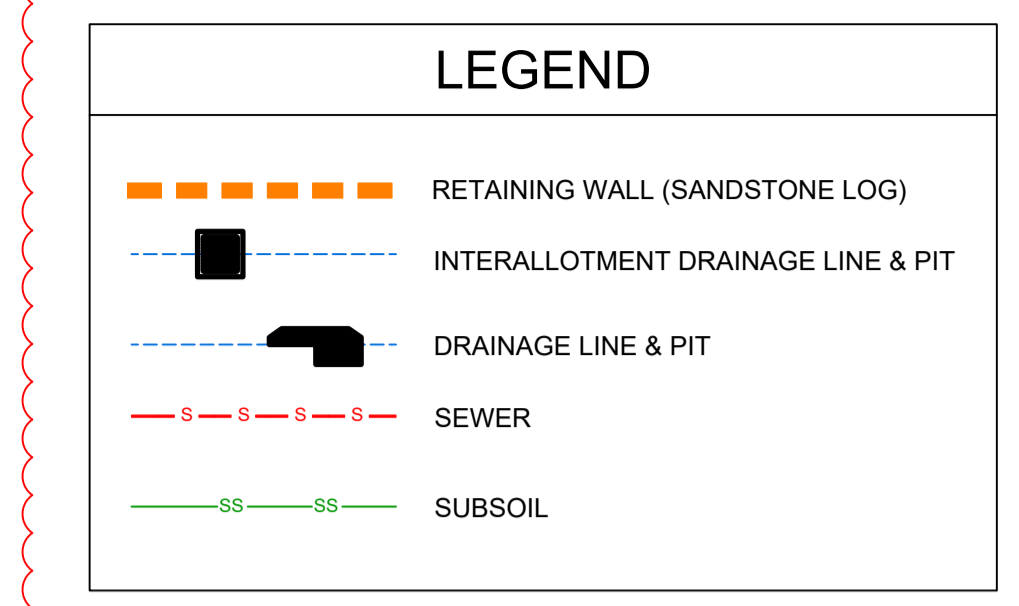 LEGEND
RETAINING WALL (SANDSTONE LOG)
INTERALLOTMENT DRAINAGE LINE & PIT
DRAINAGE LINE & PIT
S S S S SEWER
SS SS SUBSOIL